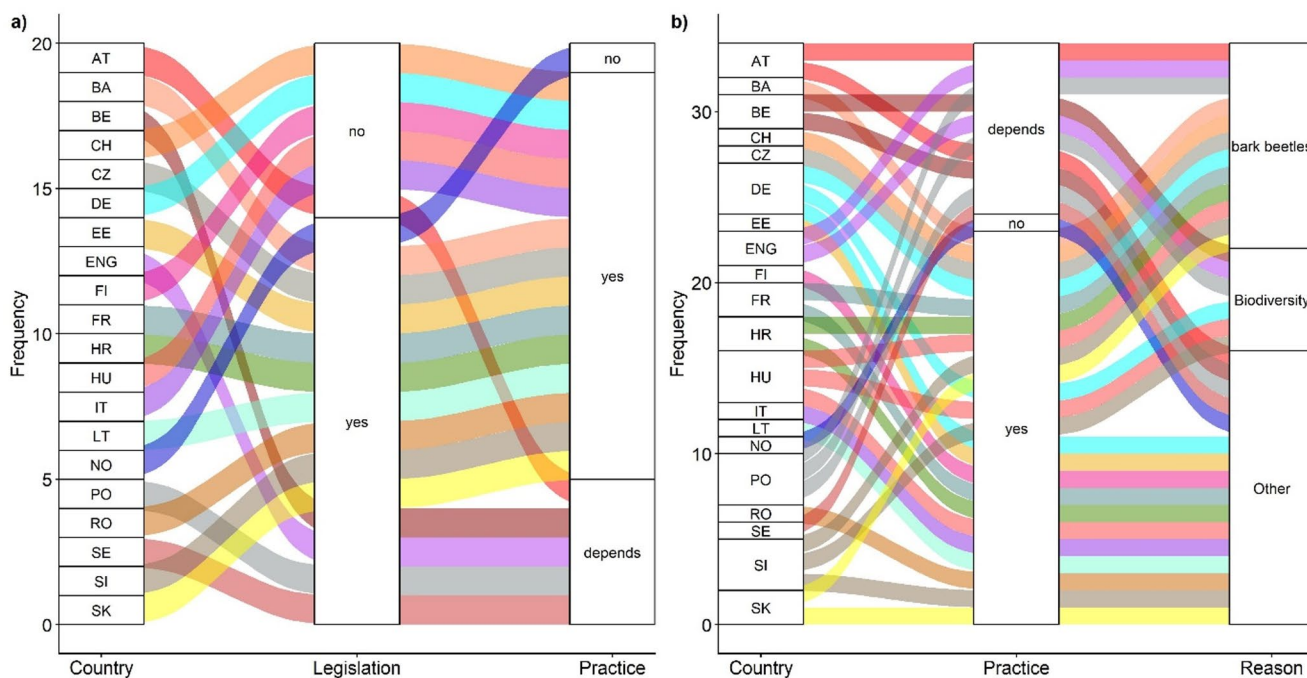 a)
Frequency
20
15
10
5
0
AT
BA
BE
CH
CZ
DE
EE
ENG
FI
FR
HR
HU
IT
LT
NO
PO
RO
SE
SI
SK
no
yes
no
yes
depends
Country
Legislation
Practice
b)
Frequency
30
20
10
0
AT
BA
BE
CH
CZ
DE
EE
ENG
FI
FR
HR
HU
IT
LT
NO
PO
RO
SE
SI
SK
depends
no
yes
bark beetles
Biodiversity
Other
Country
Practice
Reason